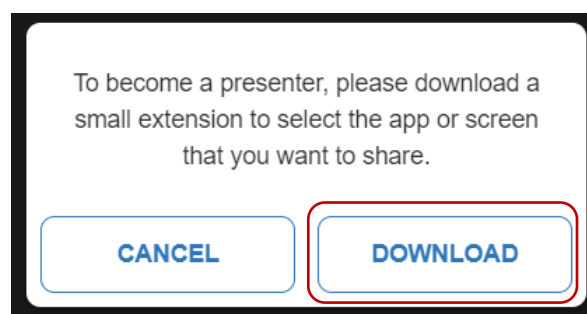 To become a presenter, please download a
small extension to select the app or screen
that you want to share.
CANCEL
DOWNLOAD